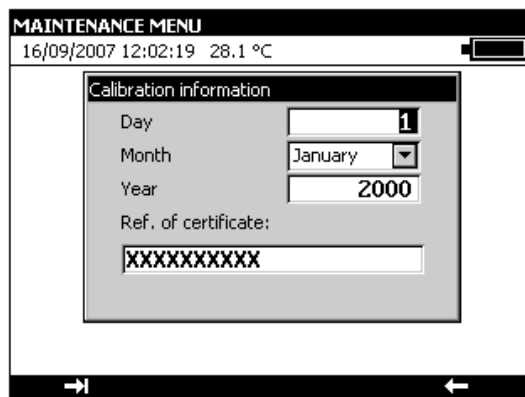 MAINTENANCE MENU
16/09/2007 12:02:19 28.1 °C
Calibration information
Day 1
Month January
Year 2000
Ref. of certificate:
XXXXXXXXXX